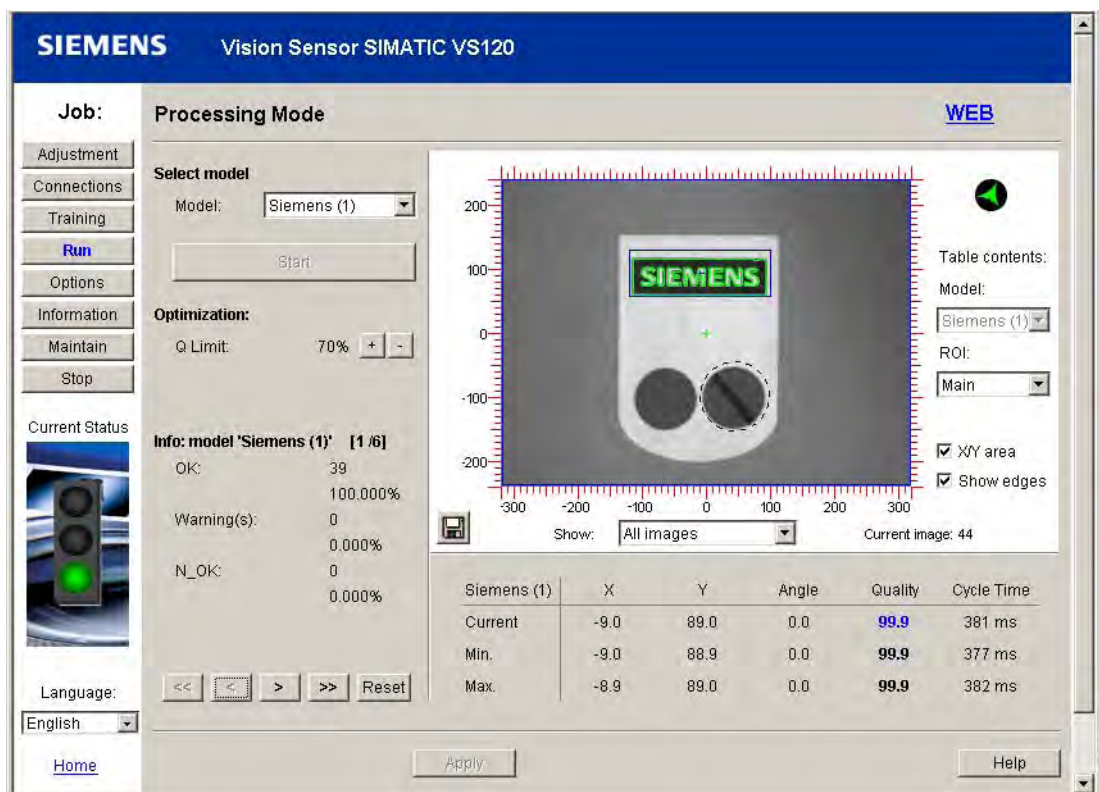 SIEMENS Vision Sensor SIMATIC VS120
Job:
Adjustment
Connections
Training
Run
Options
Information
Maintain
Stop
Current Status
Language:
English
Home
Processing Mode
WEB
Select model
Model: Siemens (1)
Start
Optimization:
Q Limit: 70% + -
Info: model 'Siemens (1)' [1 /6]
OK: 39
100.000%
Warning(s): 0
0.000%
N_OK: 0
0.000%
<< < > >> Reset
200
100
0
-100
-200
-300 -200 -100 0 100 200 300
SIEMENS
Show: All images
Current image: 44
Table contents:
Model:
Siemens (1)
ROI:
Main
X/Y area
Show edges
Siemens (1) X Y Angle Quality Cycle Time
Current -9.0 89.0 0.0 99.9 381 ms
Min. -9.0 88.9 0.0 99.9 377 ms
Max. -8.9 89.0 0.0 99.9 382 ms
Apply
Help